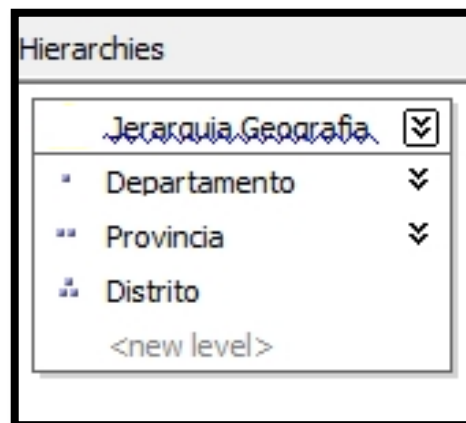 Hierarchies
Jerarquia Geografia
Departamento
Provincia
Distrito
<new level>